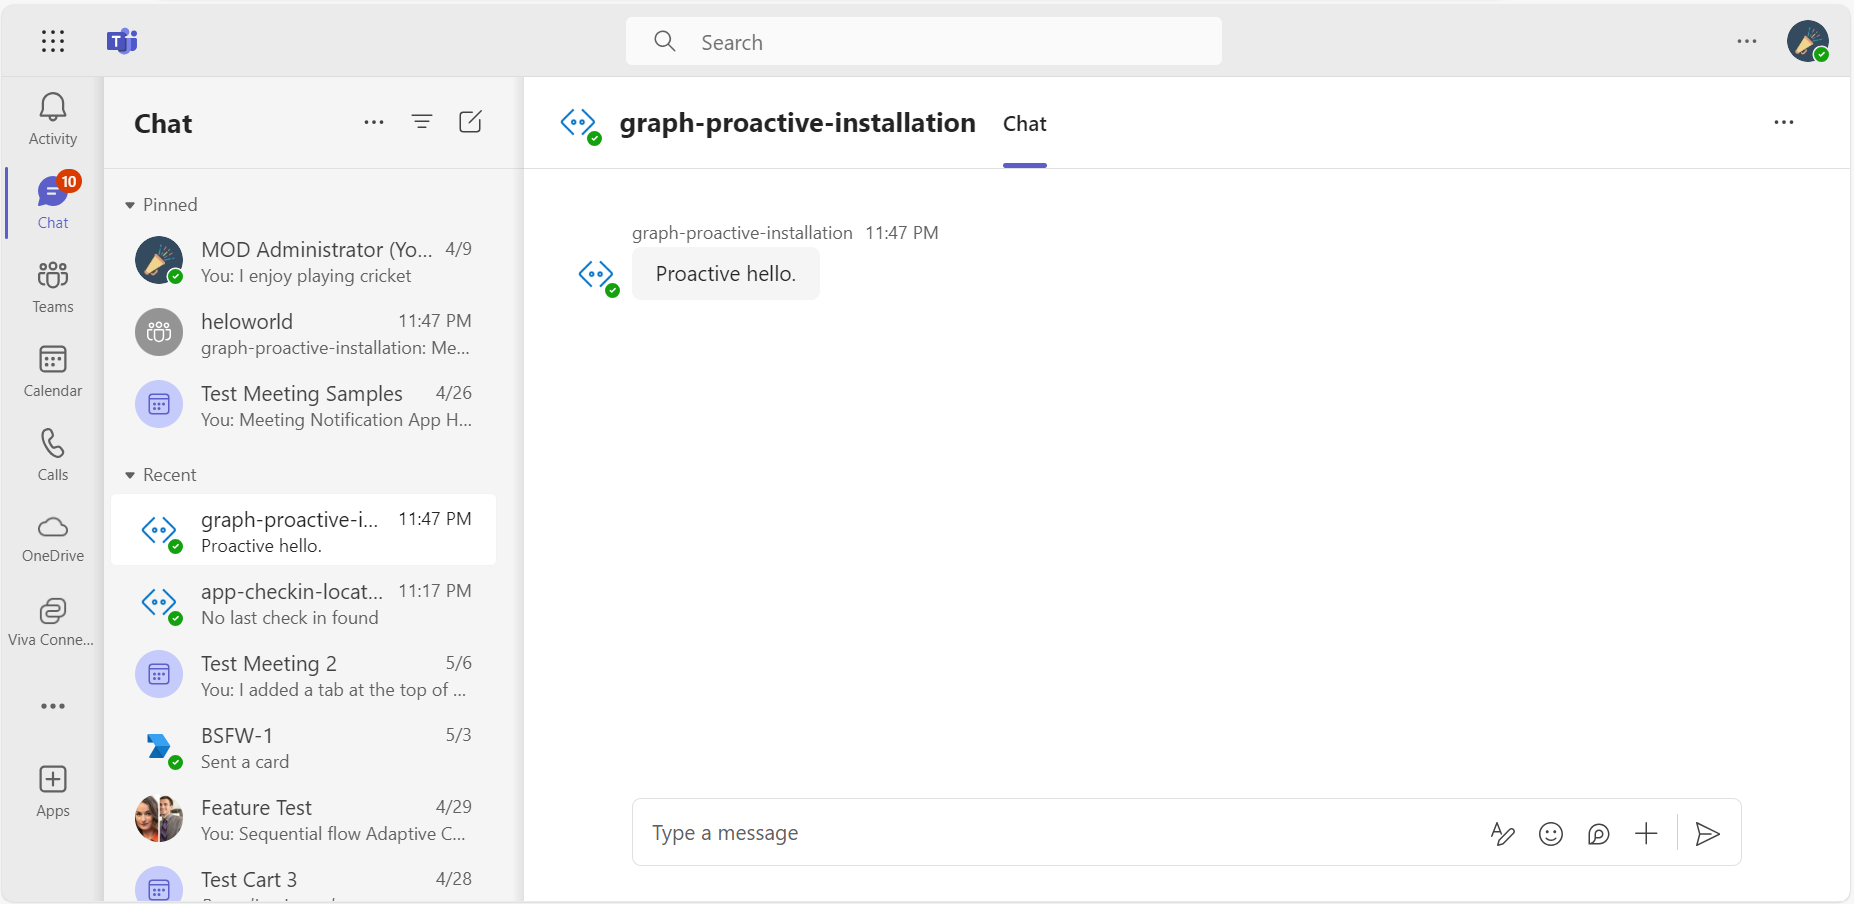 Search
Activity
10
Chat
Teams
Calendar
Calls
OneDrive
Viva Conne...
Apps
Chat
Pinned
MOD Administrator (Yo... 4/9
You: I enjoy playing cricket
heloworld 11:47 PM
graph-proactive-installation: Me...
Test Meeting Samples 4/26
You: Meeting Notification App H...
Recent
graph-proactive-i... 11:47 PM
Proactive hello.
app-checkin-locat... 11:17 PM
No last check in found
Test Meeting 2 5/6
You: I added a tab at the top of ...
BSFW-1 5/3
Sent a card
Feature Test 4/29
You: Sequential flow Adaptive C...
Test Cart 3 4/28
graph-proactive-installation Chat
graph-proactive-installation 11:47 PM
Proactive hello.
Type a message